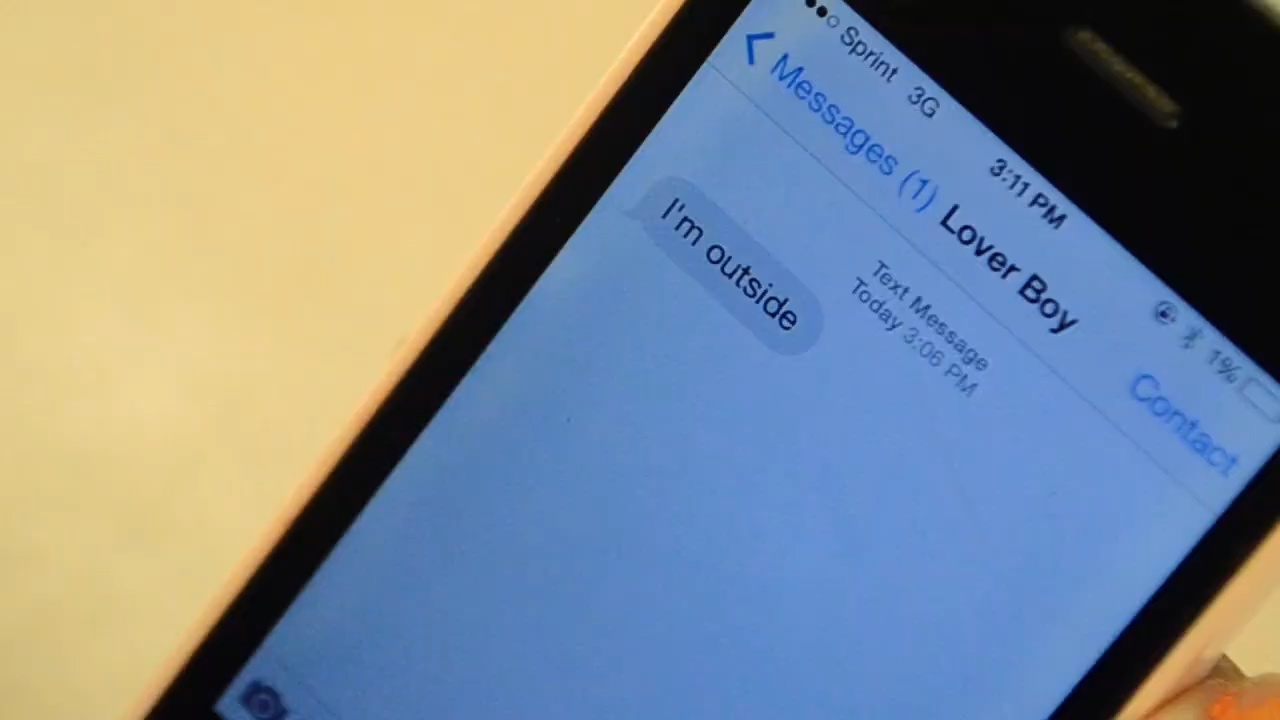 Sprint 3G 3:11 PM 1%
Messages (1) Lover Boy Contact
Text Message
Today 3:06 PM
I'm outside